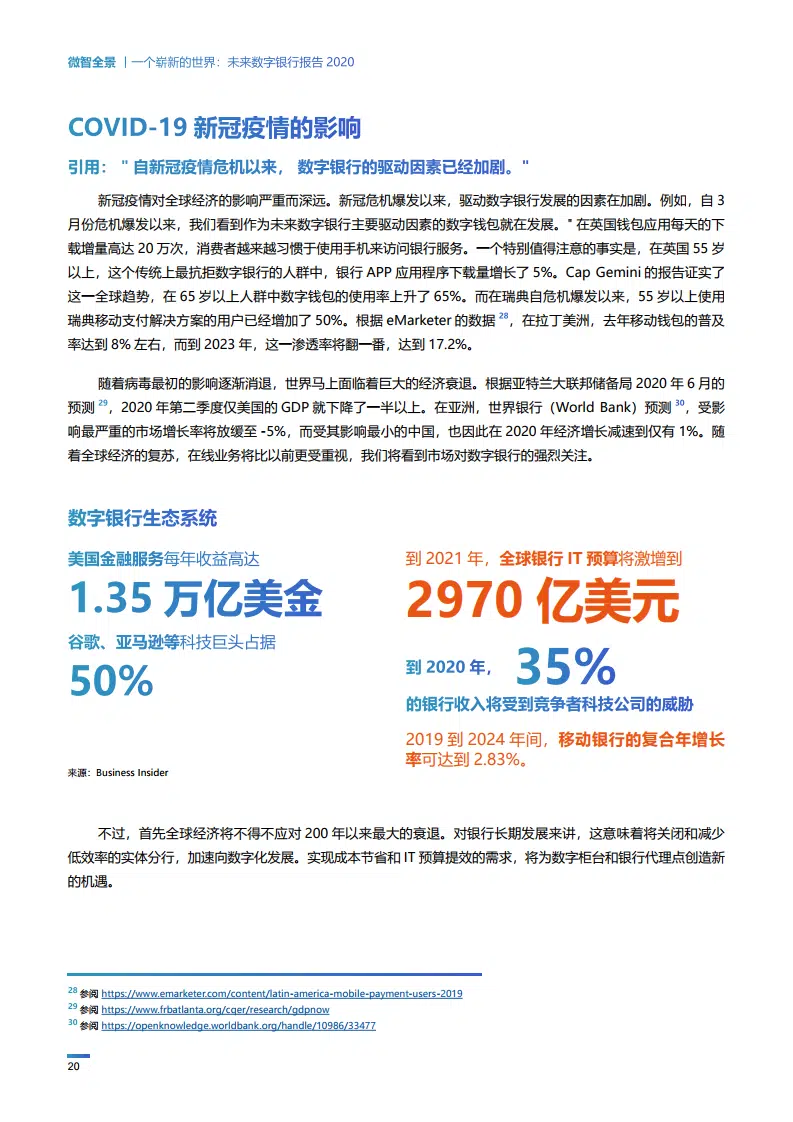 微智全景 | 一个崭新的世界：未来数字银行报告 2020
COVID-19 新冠疫情的影响
引用： " 自新冠疫情危机以来， 数字银行的驱动因素已经加剧。"
新冠疫情对全球经济的影响严重而深远。新冠危机爆发以来，驱动数字银行发展的因素在加剧。例如，自 3
月份危机爆发以来，我们看到作为未来数字银行主要驱动因素的数字钱包就在发展。" 在英国钱包应用每天的下
载增量高达 20 万次，消费者越来越习惯于使用手机来访问银行服务。一个特别值得注意的事实是，在英国 55 岁
以上，这个传统上最抗拒数字银行的人群中，银行 APP 应用程序下载量增长了 5%。Cap Gemini 的报告证实了
这一全球趋势，在 65 岁以上人群中数字钱包的使用率上升了 65%。而在瑞典自危机爆发以来，55 岁以上使用
瑞典移动支付解决方案的用户已经增加了 50%。根据 eMarketer 的数据 28，在拉丁美洲，去年移动钱包的普及
率达到 8% 左右，而到 2023 年，这一渗透率将翻一番，达到 17.2%。
随着病毒最初的影响逐渐消退，世界马上面临着巨大的经济衰退。根据亚特兰大联邦储备局 2020 年 6 月的
预测 29，2020 年第二季度仅美国的 GDP 就下降了一半以上。在亚洲，世界银行（World Bank）预测 30，受影
响最严重的市场增长率将放缓至 -5%，而受其影响最小的中国，也因此在 2020 年经济增长减速到仅有 1%。随
着全球经济的复苏，在线业务将比以前更受重视，我们将看到市场对数字银行的强烈关注。
数字银行生态系统
美国金融服务每年收益高达
1.35 万亿美金
谷歌、亚马逊等科技巨头占据
50%
来源：Business Insider
到 2021 年，全球银行 IT 预算将激增到
2970 亿美元
到 2020 年， 35%
的银行收入将受到竞争者科技公司的威胁
2019 到 2024 年间，移动银行的复合年增长
率可达到 2.83%。
不过，首先全球经济将不得不应对 200 年以来最大的衰退。对银行长期发展来讲，这意味着将关闭和减少
低效率的实体分行，加速向数字化发展。实现成本节省和 IT 预算提效的需求，将为数字柜台和银行代理点创造新
的机遇。
28 参阅 https://www.emarketer.com/content/latin-america-mobile-payment-users-2019
29 参阅 https://www.frbatlanta.org/cqer/research/gdpnow
30 参阅 https://openknowledge.worldbank.org/handle/10986/33477
20